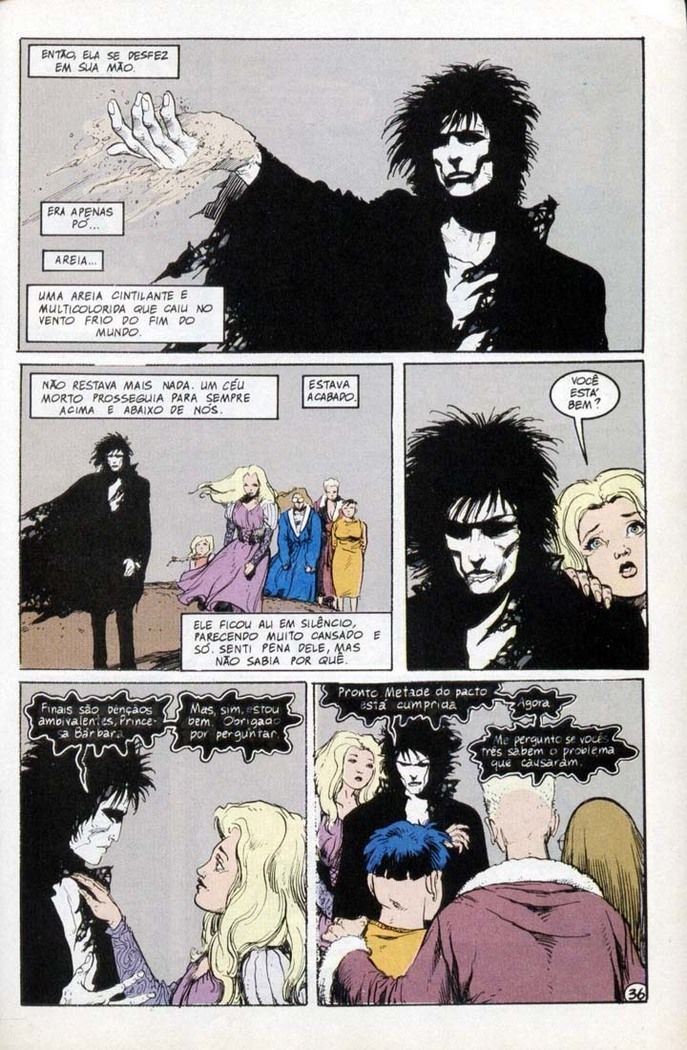 ENTÃO, ELA SE DESFEZ
EM SUA MÃO.
ERA APENAS
PÓ...
AREIA...
UMA AREIA CINTILANTE E
MULTICOLORIDA QUE CAIU NO
VENTO FRIO DO FIM DO
MUNDO.
NÃO RESTAVA MAIS NADA. UM CÉU
MORTO PROSSEGUIA PARA SEMPRE
ACIMA E ABAIXO DE NÓS.
ESTAVA
ACABADO.
ELE FICOU ALI EM SILÊNCIO,
PARECENDO MUITO CANSADO E
SÓ. SENTI PENA DELE, MAS
NÃO SABIA POR QUÊ.
VOCÊ
ESTÁ
BEM?
Finais são bênçãos
ambivalentes, Prince-
sa Bárbara.
Mas, sim, estou
bem. Obrigado
por perguntar.
Pronto. Metade do pacto
está cumprida.
Agora
Me pergunto se vocês
três sabem o problema
que causaram.
36